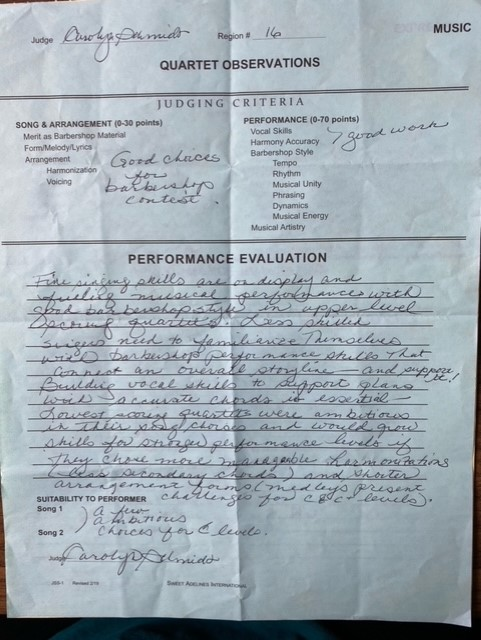 MUSIC
Judge Carolyn Schmidt Region # 16
QUARTET OBSERVATIONS
JUDGING CRITERIA
SONG & ARRANGEMENT (0-30 points)
Merit as Barbershop Material
Form/Melody/Lyrics
Arrangement
Harmonization
Voicing
Good choices
for
barbershop
contest.
PERFORMANCE (0-70 points)
Vocal Skills
Harmony Accuracy
Barbershop Style
Tempo
Rhythm
Musical Unity
Phrasing
Dynamics
Musical Energy
Musical Artistry
good work
PERFORMANCE EVALUATION
Fine singing skills are on display and
fueling musical performances with
good barbershop style in upper level
scoring quartets. Less skilled
singers need to familiarize themselves
with barbershop performance skills that
connect an overall storyline — and support it!
Building vocal skills to support plans
with accurate chords is essential —
Lowest scoring quartets were ambitious
in their song choices and would grow
skills for stronger performance levels if
they chose more manageable harmonizations
(less secondary chords) and shorter
arrangement forms (medleys present
challenges for C & C+ levels).
SUITABILITY TO PERFORMER
Song 1
Song 2
A few
ambitious
choices for C levels.
Carolyn Schmidt
JSS-1 Revised 2/16 SWEET ADELINES INTERNATIONAL